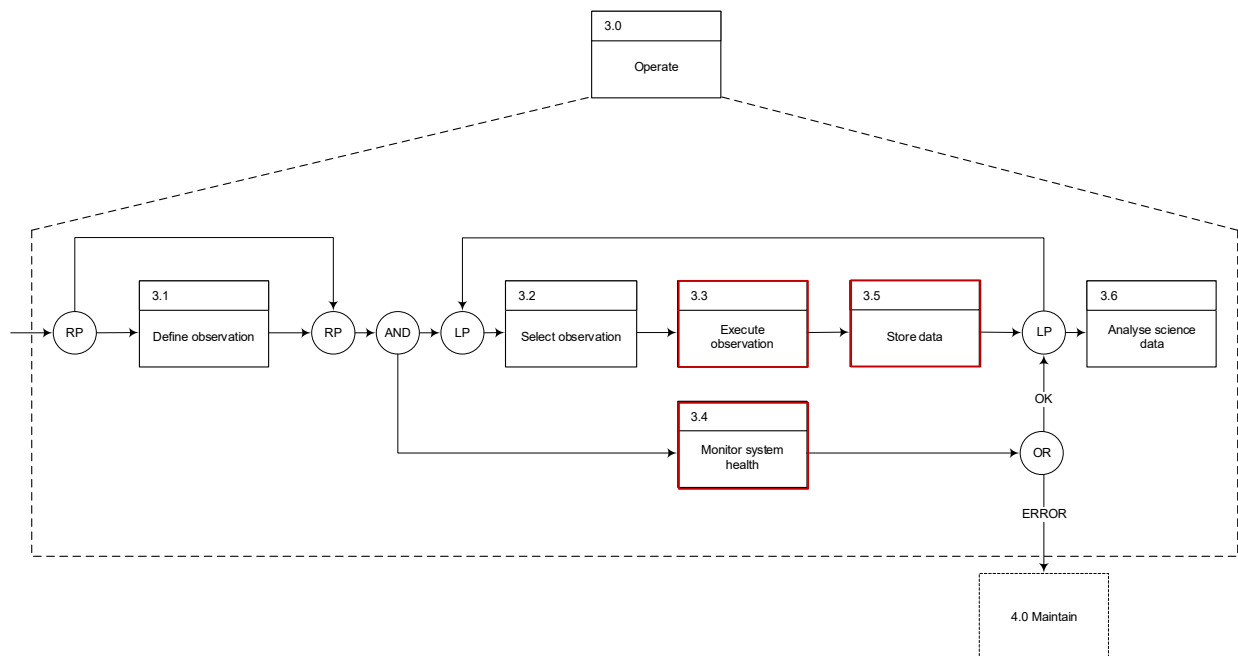 3.0
Operate
3.1
Define observation
3.2
Select observation
3.3
Execute
observation
3.5
Store data
3.6
Analyse science
data
RP
RP
AND
LP
LP
3.4
Monitor system
health
OK
OR
ERROR
4.0 Maintain